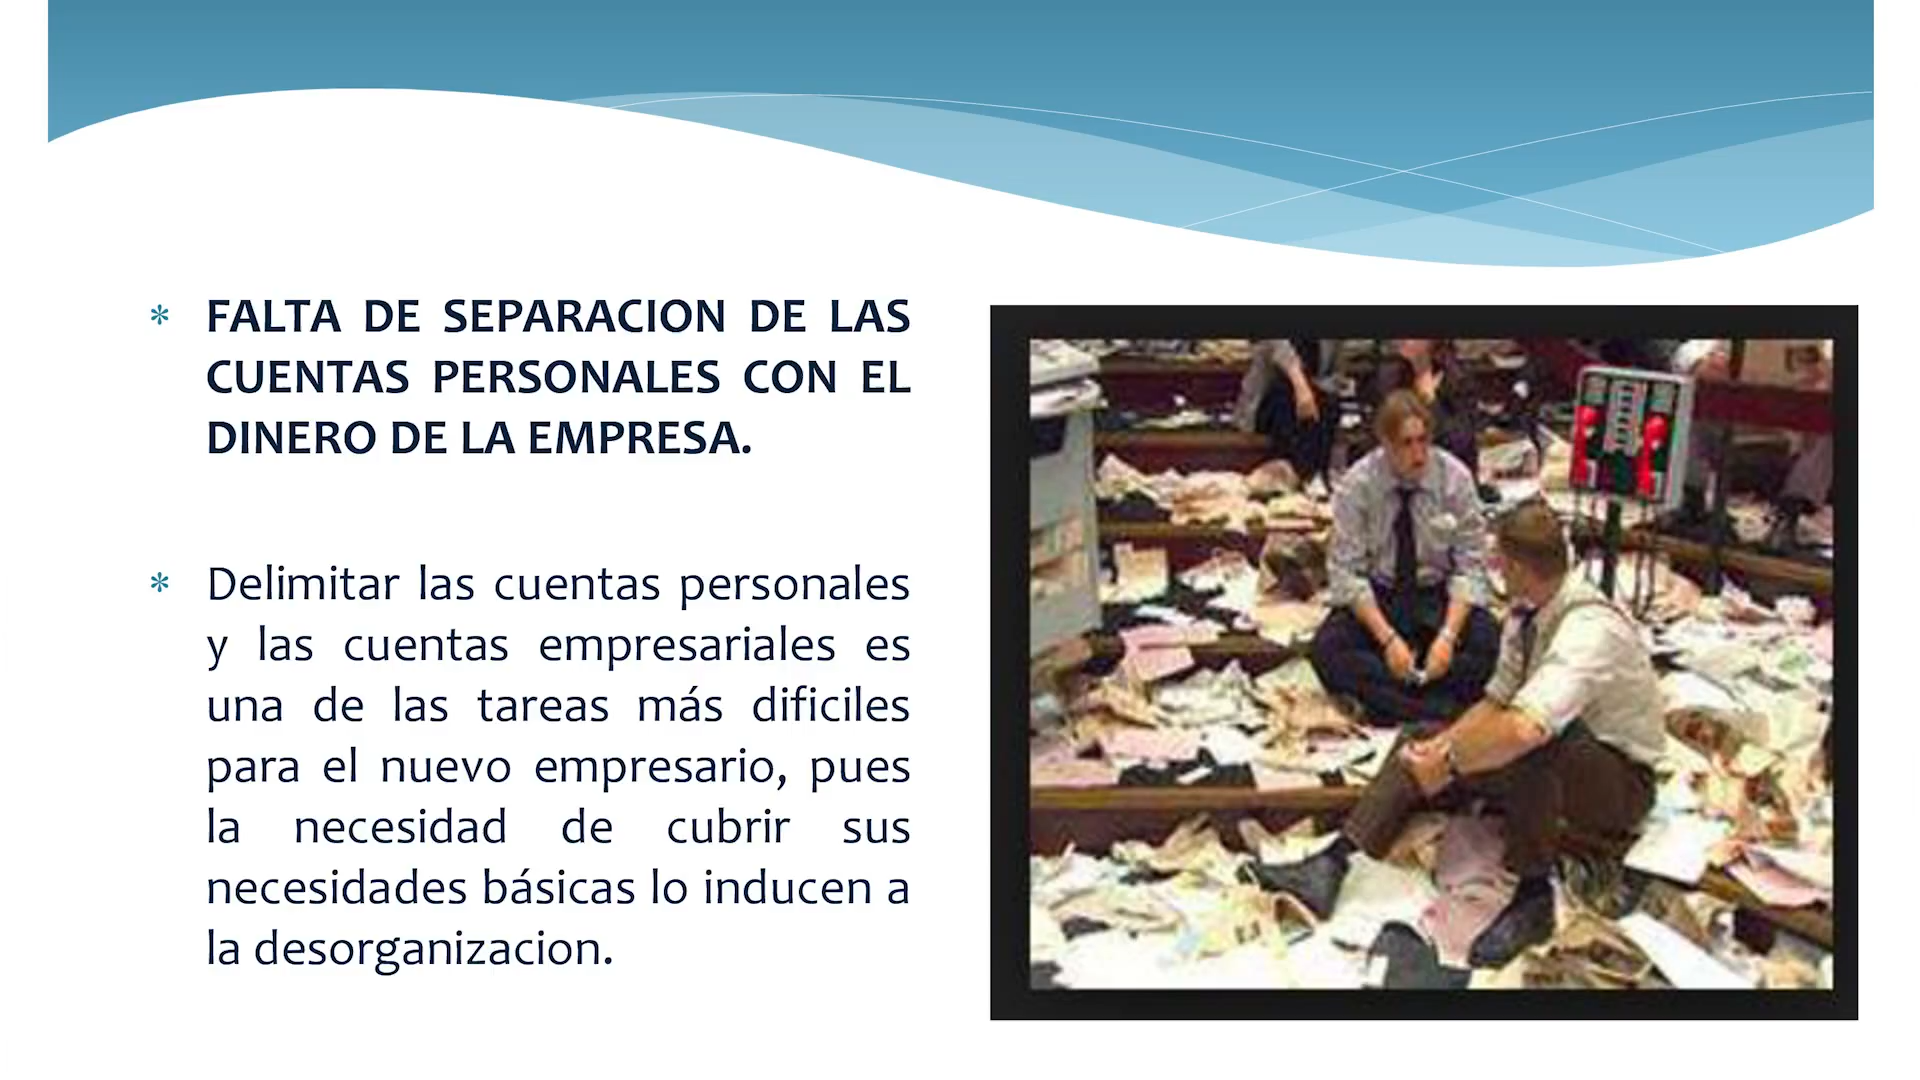 * FALTA DE SEPARACION DE LAS
CUENTAS PERSONALES CON EL
DINERO DE LA EMPRESA.
* Delimitar las cuentas personales
y las cuentas empresariales es
una de las tareas más dificiles
para el nuevo empresario, pues
la necesidad de cubrir sus
necesidades básicas lo inducen a
la desorganizacion.